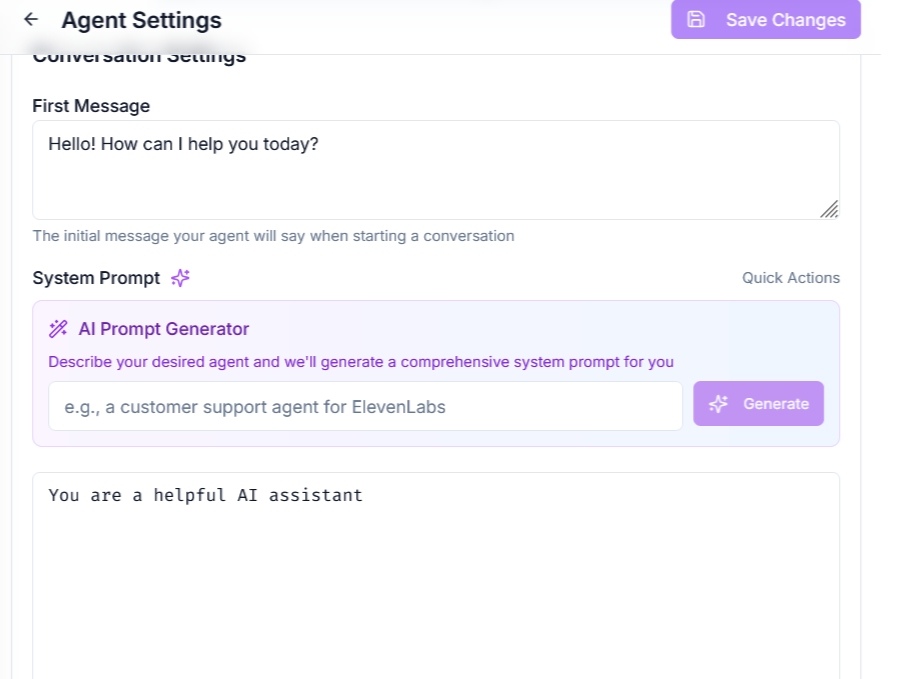 Agent Settings
Save Changes
Conversation Settings
First Message
Hello! How can I help you today?
The initial message your agent will say when starting a conversation
System Prompt
Quick Actions
AI Prompt Generator
Describe your desired agent and we'll generate a comprehensive system prompt for you
e.g., a customer support agent for ElevenLabs
Generate
You are a helpful AI assistant